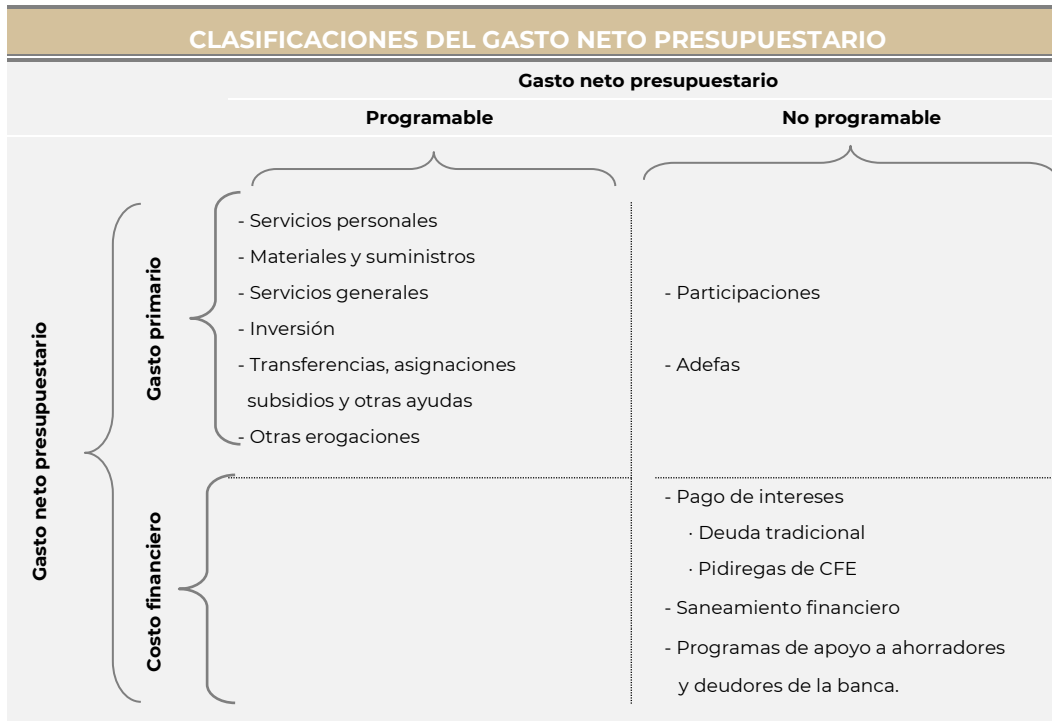 CLASIFICACIONES DEL GASTO NETO PRESUPUESTARIO
Gasto neto presupuestario
Programable
No programable
Gasto neto presupuestario
Gasto primario
- Servicios personales
- Materiales y suministros
- Servicios generales
- Inversión
- Transferencias, asignaciones
subsidios y otras ayudas
- Otras erogaciones
- Participaciones
- Adefas
Costo financiero
- Pago de intereses
· Deuda tradicional
· Pidiregas de CFE
- Saneamiento financiero
- Programas de apoyo a ahorradores
y deudores de la banca.